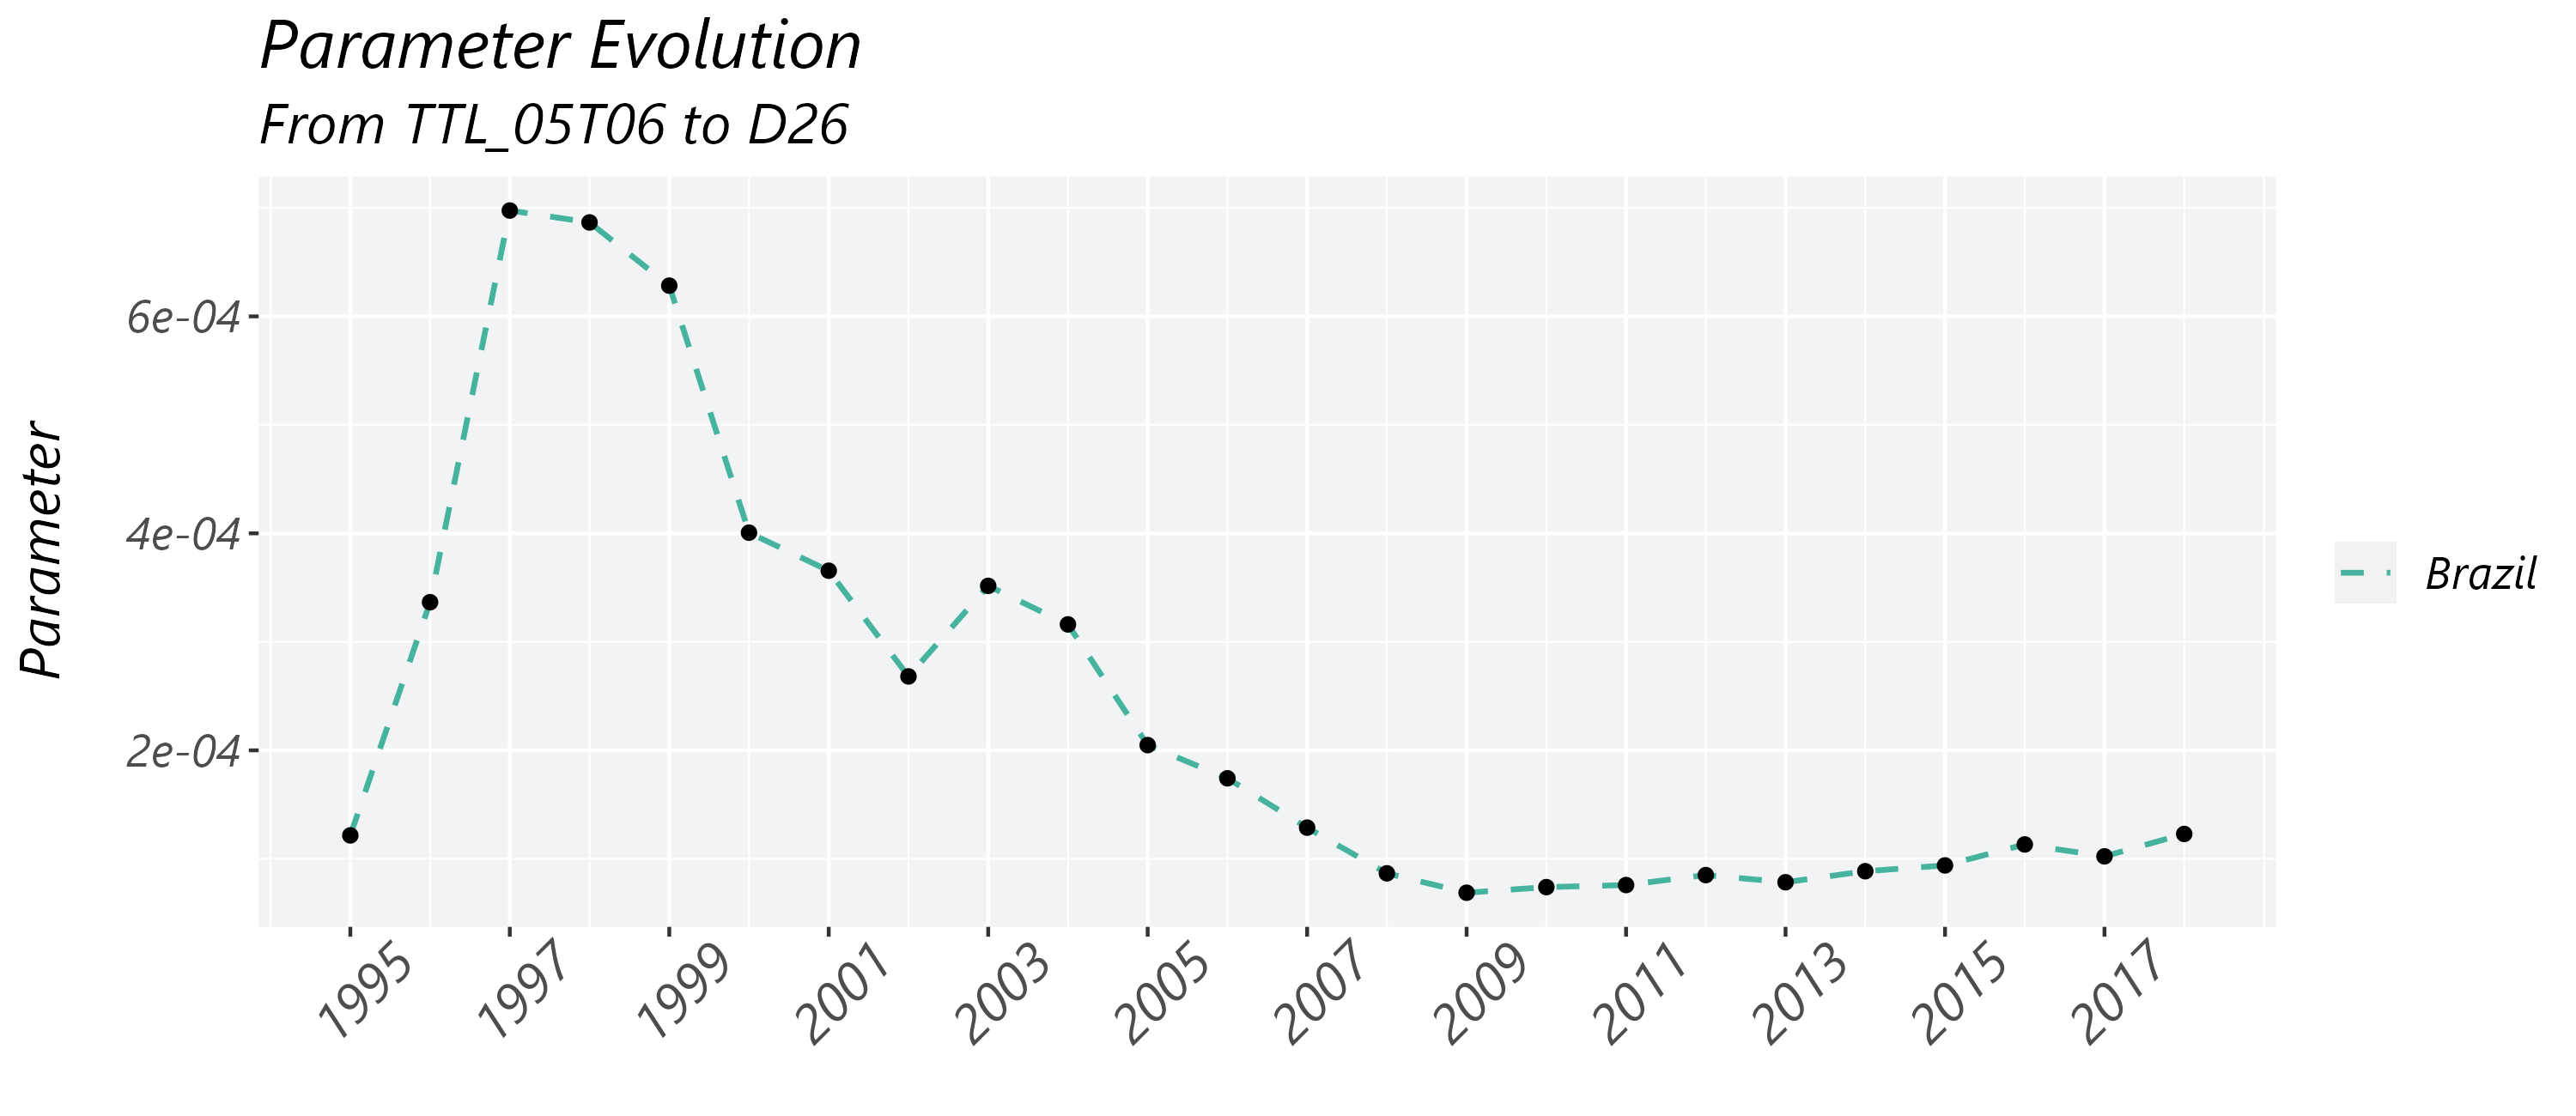 Parameter Evolution
From TTL_05T06 to D26
Parameter
6e-04
4e-04
2e-04
1995
1997
1999
2001
2003
2005
2007
2009
2011
2013
2015
2017
Brazil